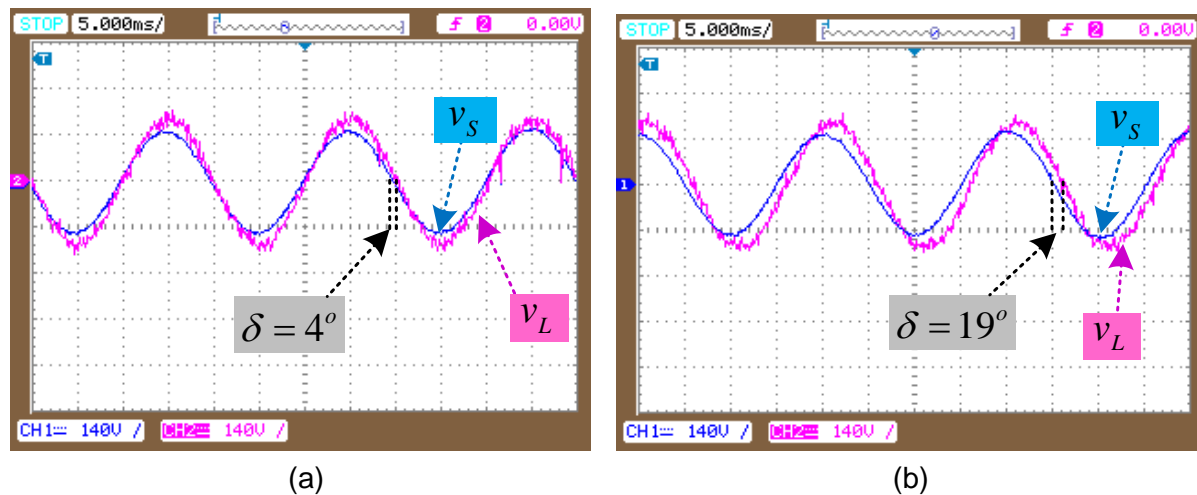 STOP 5.000ms/ 2 0.00V
T
v_S
2
δ = 4°
v_L
CH1 140V / CH2 140V /
(a)
STOP 5.000ms/ 2 0.00V
T
v_S
1
δ = 19°
v_L
CH1 140V / CH2 140V /
(b)